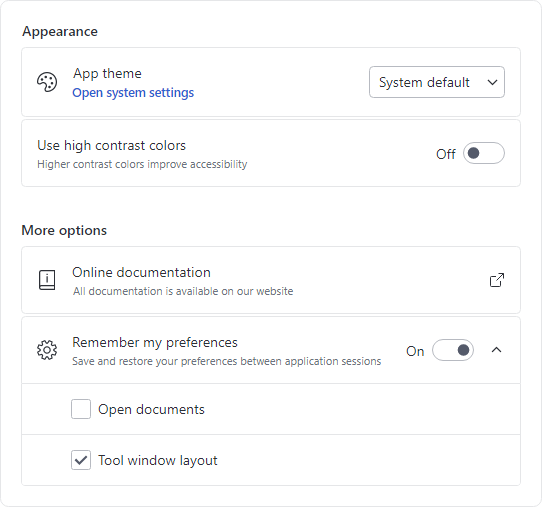 Appearance
App theme
Open system settings
System default
Use high contrast colors
Higher contrast colors improve accessibility
Off
More options
Online documentation
All documentation is available on our website
Remember my preferences
Save and restore your preferences between application sessions
On
Open documents
Tool window layout